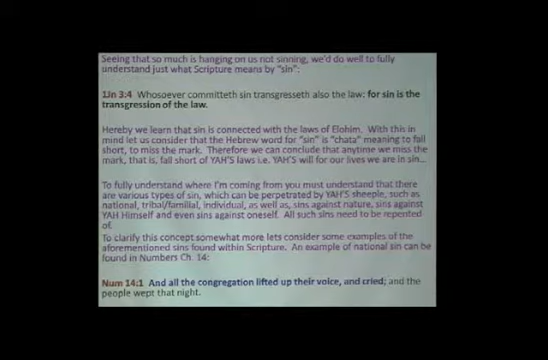 Seeing that so much is hanging on us not sinning, we'd do well to fully
understand just what Scripture means by "sin":
1Jn 3:4 Whosoever committeth sin transgresseth also the law: for sin is the
transgression of the law.
Hereby we learn that sin is connected with the laws of Elohim. With this in
mind let us consider that the Hebrew word for "sin" is "chata" meaning to fall
short, to miss the mark. Therefore we can conclude that anytime we miss the
mark, that is, fall short of YAH'S laws i.e. YAH'S will for our lives we are in sin...
To fully understand where I'm coming from you must understand that there
are various types of sin, which can be perpetrated by YAH'S sheeple, such as
national, tribal/familial, individual, as well as, sins against nature, sins against
YAH Himself and even sins against oneself. All such sins need to be repented
of.
To clarify this concept somewhat more lets consider some examples of the
aforementioned sins found within Scripture. An example of national sin can be
found in Numbers Ch. 14:
Num 14:1 And all the congregation lifted up their voice, and cried; and the
people wept that night.